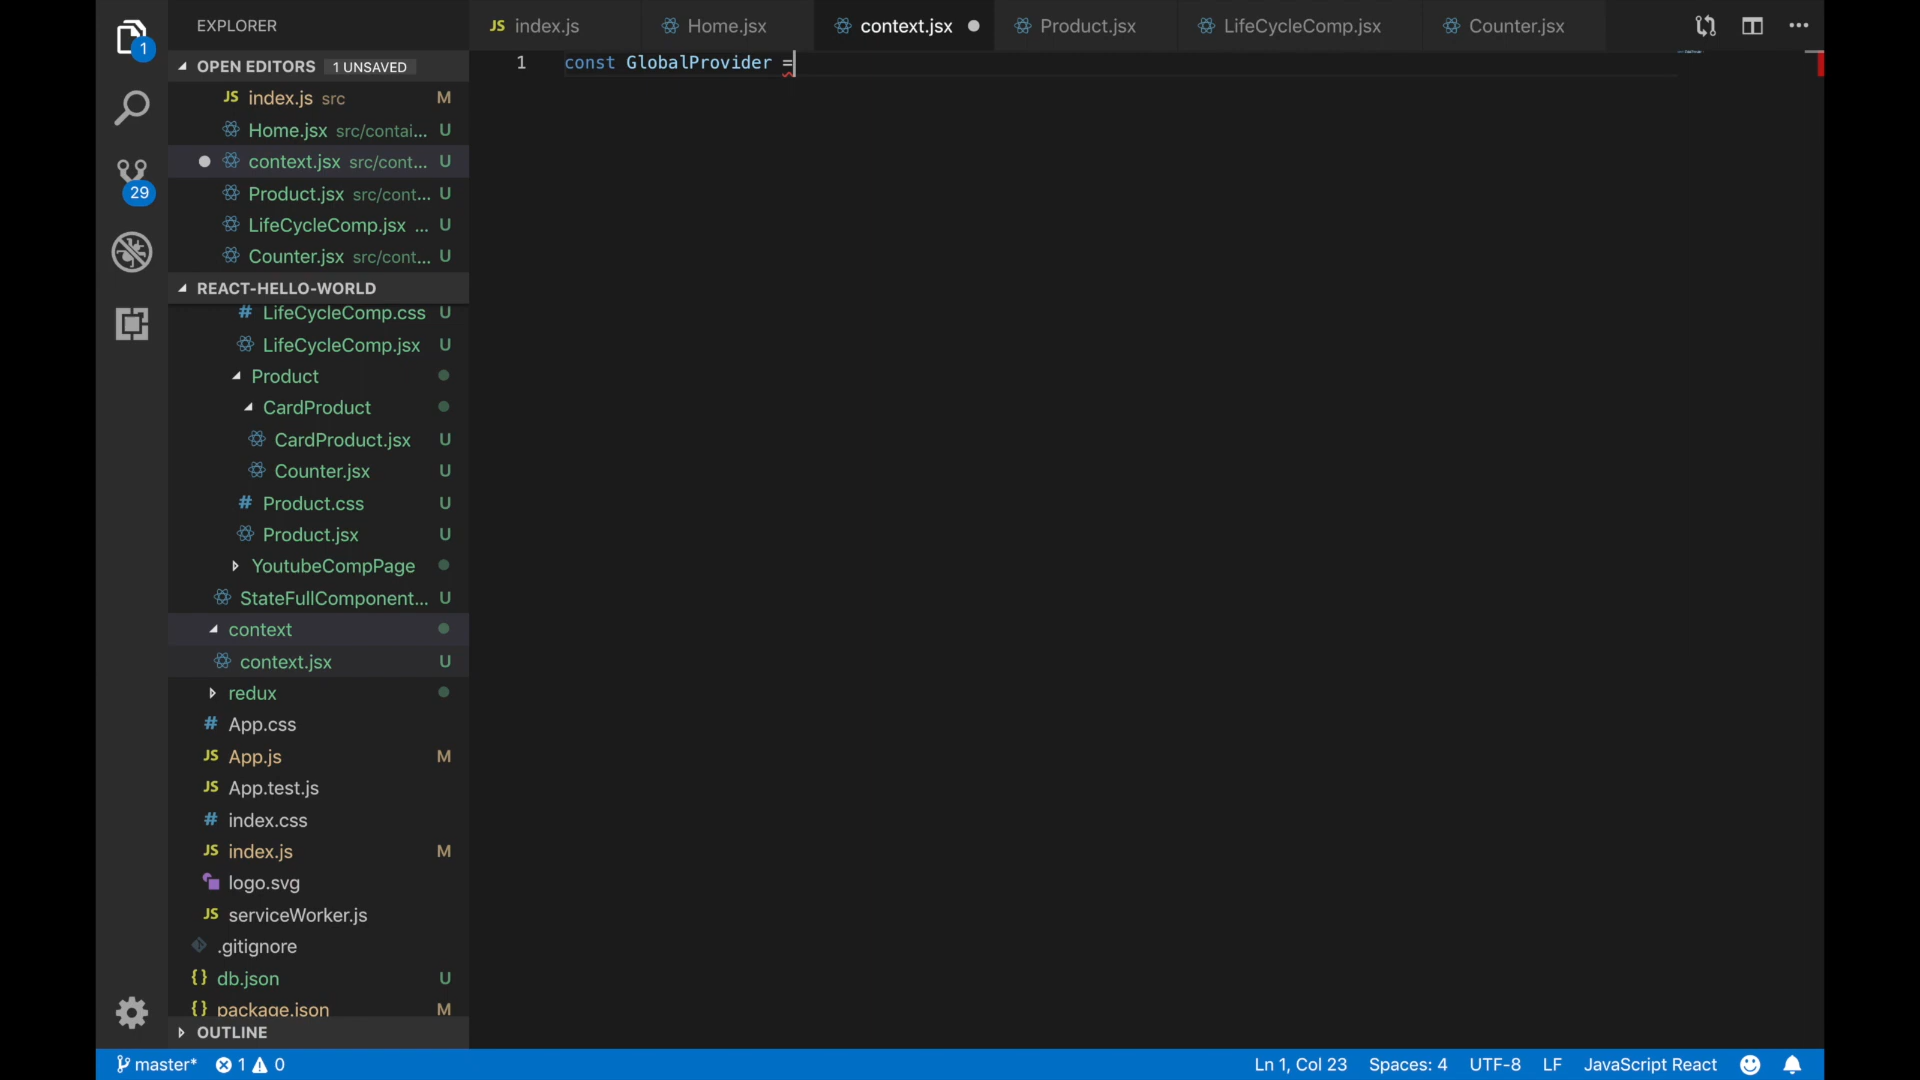 EXPLORER
JS index.js
Home.jsx
context.jsx
Product.jsx
LifeCycleComp.jsx
Counter.jsx
1
OPEN EDITORS 1 UNSAVED
JS index.js src M
Home.jsx src/contai... U
context.jsx src/cont... U
Product.jsx src/cont... U
LifeCycleComp.jsx ... U
Counter.jsx src/cont... U
29
REACT-HELLO-WORLD
# LifeCycleComp.css U
LifeCycleComp.jsx U
Product
CardProduct
CardProduct.jsx U
Counter.jsx U
# Product.css U
Product.jsx U
YoutubeCompPage
StateFullComponent... U
context
context.jsx U
redux
# App.css
JS App.js M
JS App.test.js
# index.css
JS index.js M
logo.svg
JS serviceWorker.js
.gitignore
{} db.json U
{} package.json M
OUTLINE
1 const GlobalProvider =
master* 1 0
Ln 1, Col 23 Spaces: 4 UTF-8 LF JavaScript React